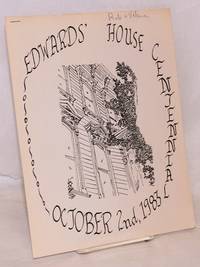 EDWARDS' HOUSE CENTENNIAL
OCTOBER 2nd, 1983